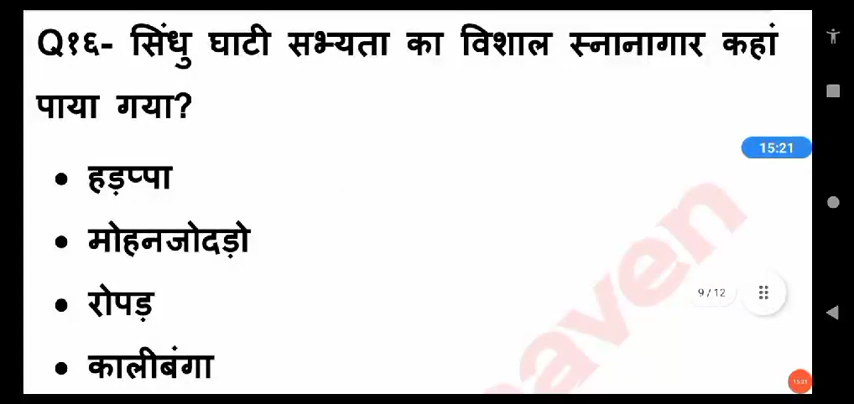 Q१६- सिंधु घाटी सभ्यता का विशाल स्नानागार कहां
पाया गया?
15:21
• हड़प्पा
• मोहनजोदड़ो
9 / 12
• रोपड़
• कालीबंगा